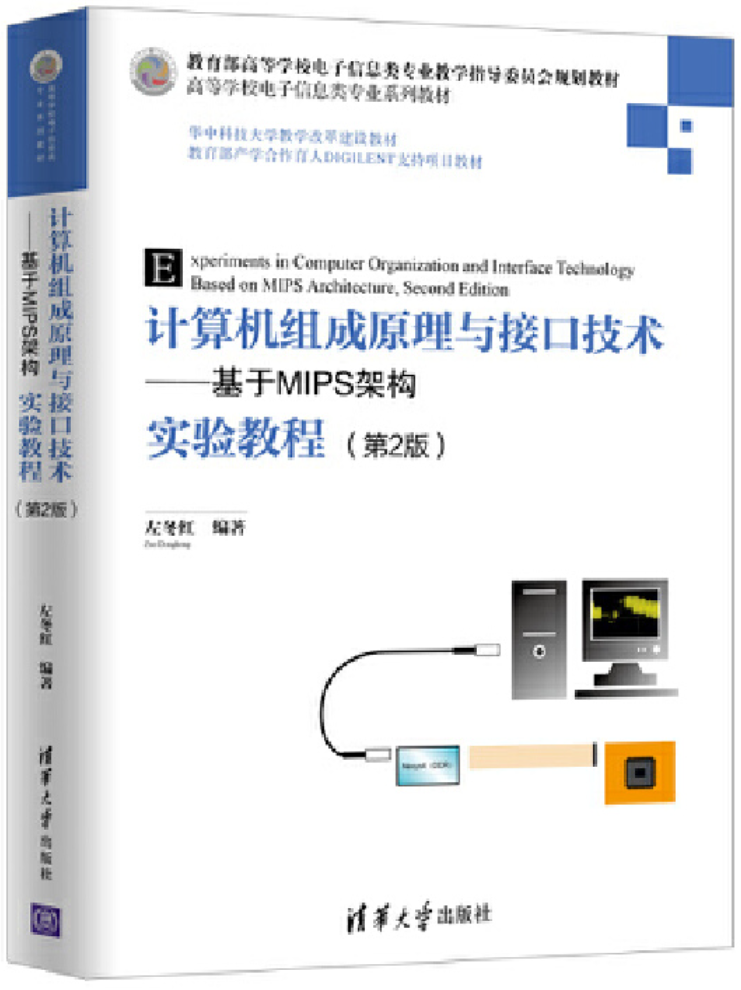 教育部高等学校电子信息类专业教学指导委员会规划教材
高等学校电子信息类专业系列教材
华中科技大学教学改革建设教材
教育部产学合作育人DIGILENT支持项目教材
Experiments in Computer Organization and Interface Technology
Based on MIPS Architecture, Second Edition
计算机组成原理与接口技术
——基于MIPS架构
实验教程（第2版）
左冬红 编著
Zuo Donghong
清华大学出版社
计算机组成原理与接口技术
——基于MIPS架构
实验教程
（第2版）
左冬红 编著
清华大学出版社